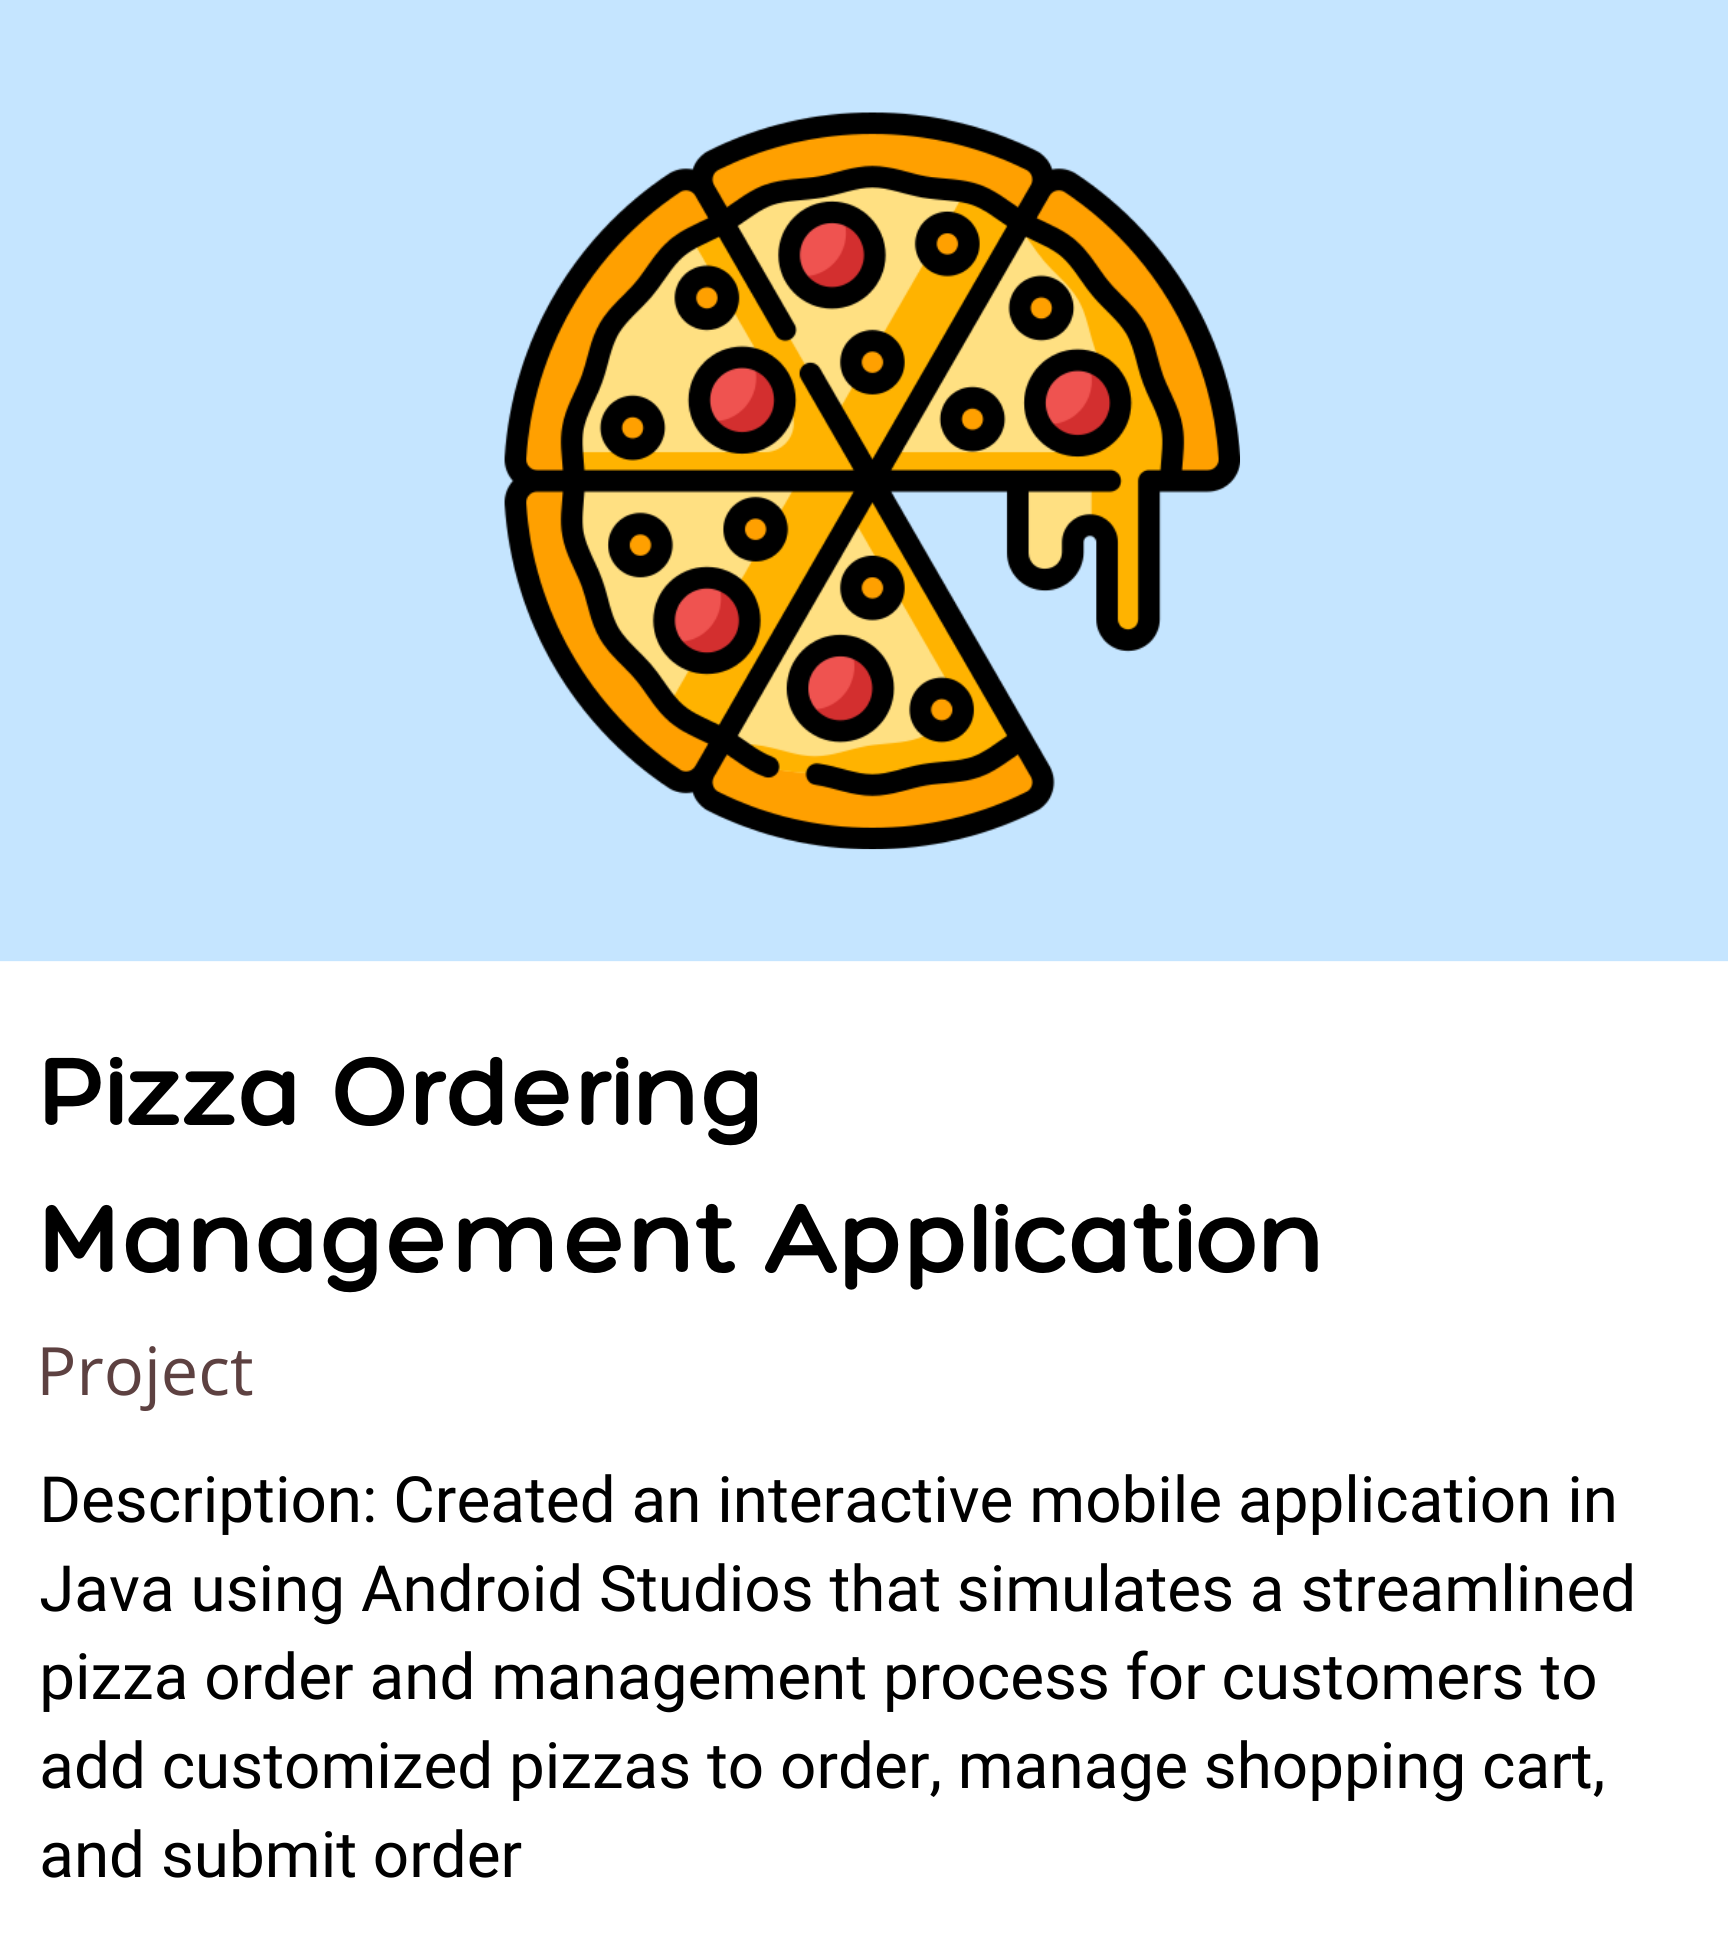 Pizza Ordering
Management Application
Project
Description: Created an interactive mobile application in
Java using Android Studios that simulates a streamlined
pizza order and management process for customers to
add customized pizzas to order, manage shopping cart,
and submit order